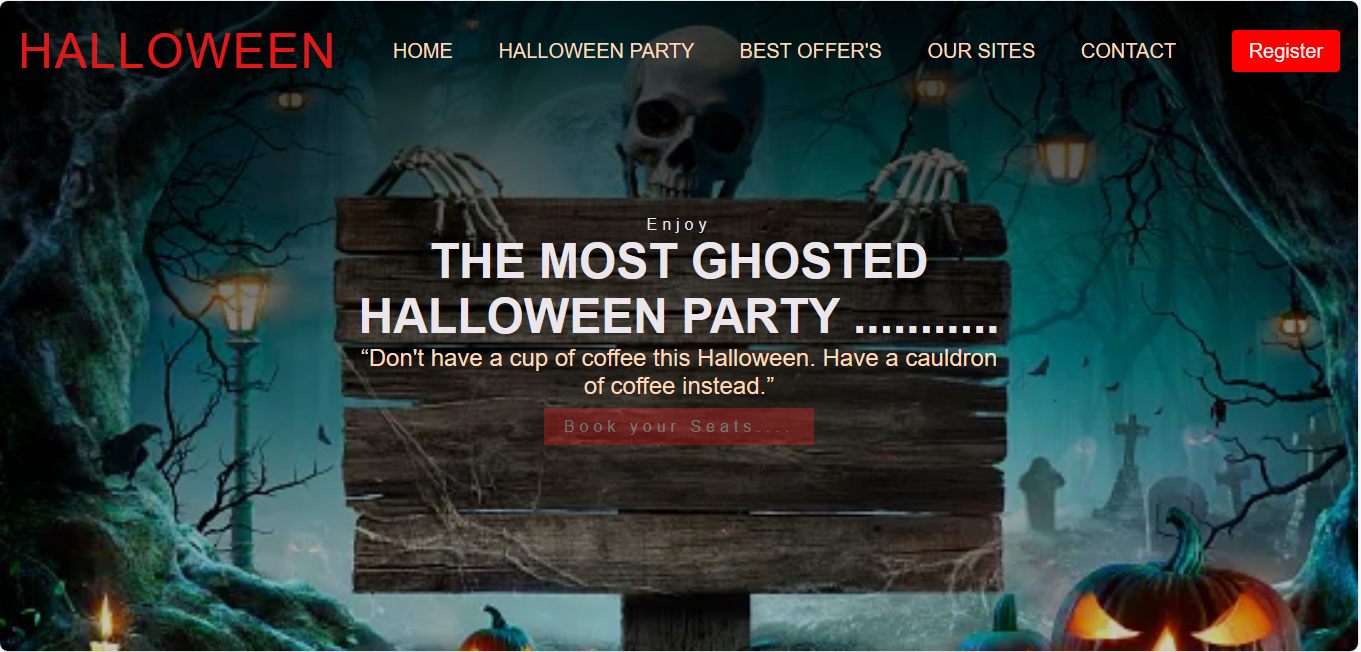 HALLOWEEN
HOME
HALLOWEEN PARTY
BEST OFFER'S
OUR SITES
CONTACT
Register
Enjoy
THE MOST GHOSTED
HALLOWEEN PARTY ...........
“Don't have a cup of coffee this Halloween. Have a cauldron
of coffee instead.”
Book your Seats....